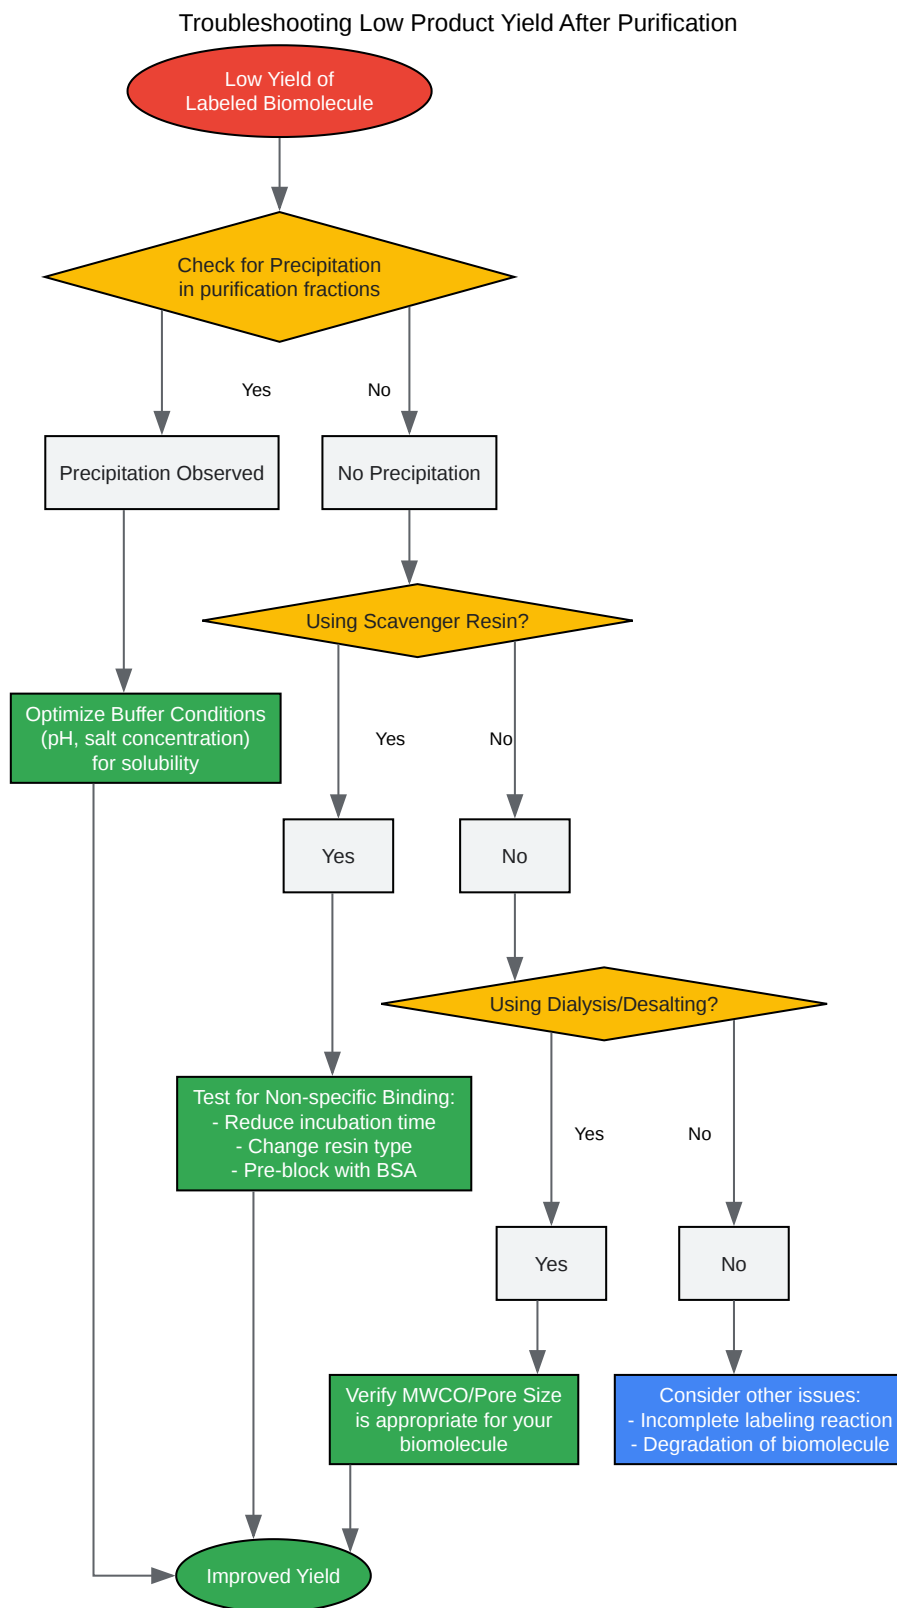 Troubleshooting Low Product Yield After Purification
Low Yield of
Labeled Biomolecule
Check for Precipitation
in purification fractions
Yes
No
Precipitation Observed
No Precipitation
Using Scavenger Resin?
Optimize Buffer Conditions
(pH, salt concentration)
for solubility
Yes
No
Yes
No
Using Dialysis/Desalting?
Test for Non-specific Binding:
- Reduce incubation time
- Change resin type
- Pre-block with BSA
Yes
No
Yes
No
Verify MWCO/Pore Size
is appropriate for your
biomolecule
Consider other issues:
- Incomplete labeling reaction
- Degradation of biomolecule
Improved Yield